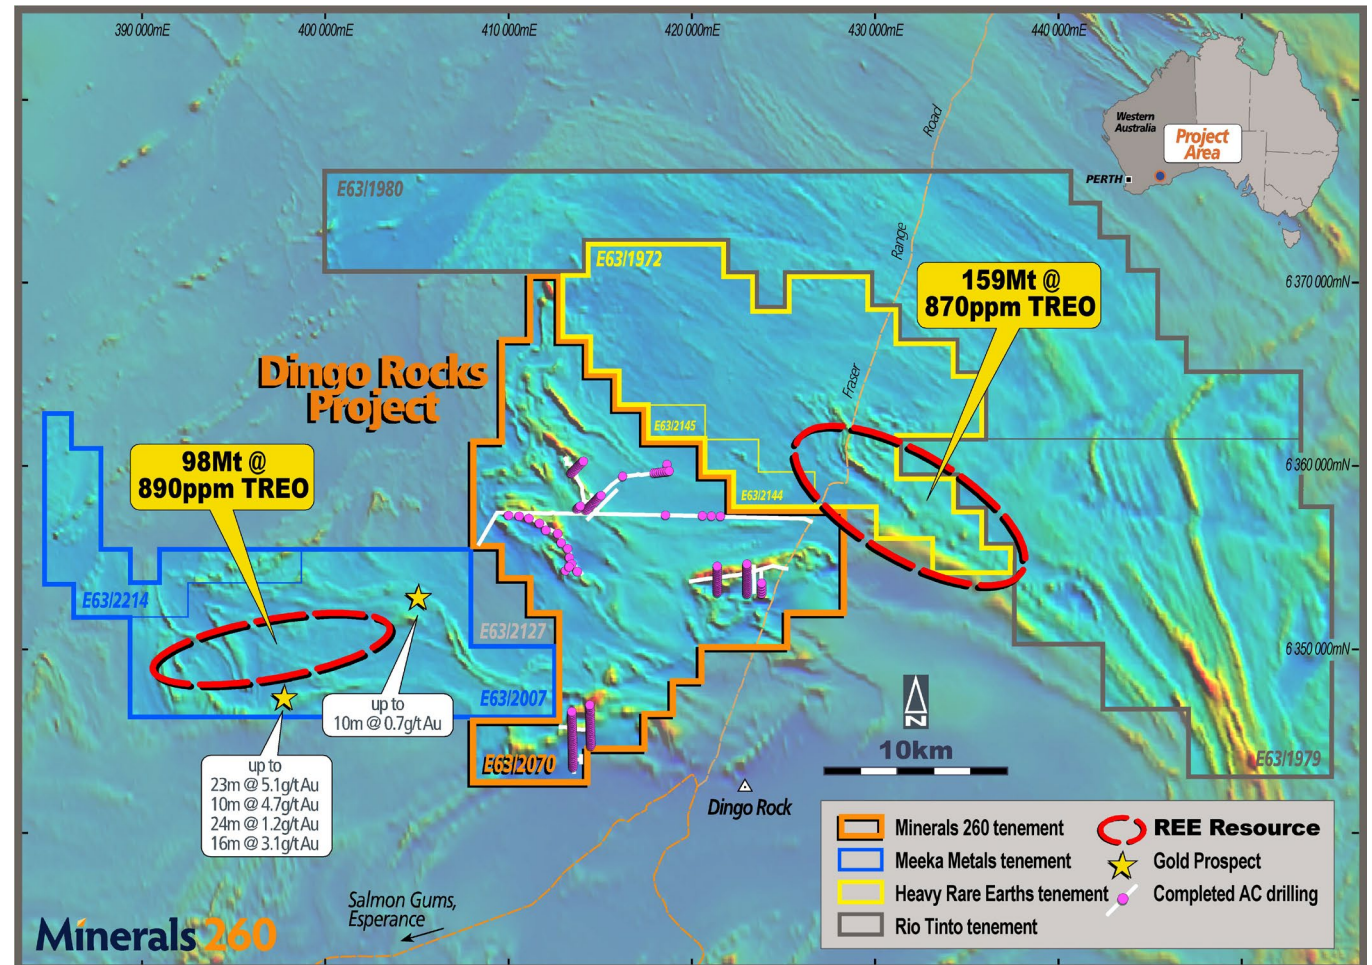 390 000mE
400 000mE
410 000mE
420 000mE
430 000mE
440 000mE
Western
Australia
Project
Area
PERTH
Road
Range
Fraser
E63/1980
E63/1972
6 370 000mN
159Mt @
870ppm TREO
Dingo Rocks
Project
E63/2145
E63/2144
6 360 000mN
98Mt @
890ppm TREO
E63/2214
E63/2127
E63/2007
6 350 000mN
up to
10m @ 0.7g/t Au
up to
23m @ 5.1g/t Au
10m @ 4.7g/t Au
24m @ 1.2g/t Au
16m @ 3.1g/t Au
E63/2070
N
10km
E63/1979
Dingo Rock
Salmon Gums,
Esperance
Minerals 260 tenement
Meeka Metals tenement
Heavy Rare Earths tenement
Rio Tinto tenement
REE Resource
Gold Prospect
Completed AC drilling
Minerals 260